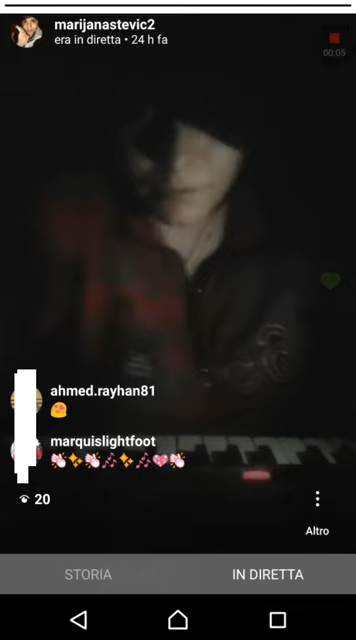 marijanastevic2
era in diretta • 24 h fa
00:05
ahmed.rayhan81
😍
marquislightfoot
👏✨👏🎶✨🎶💖👏
20
Altro
STORIA
IN DIRETTA